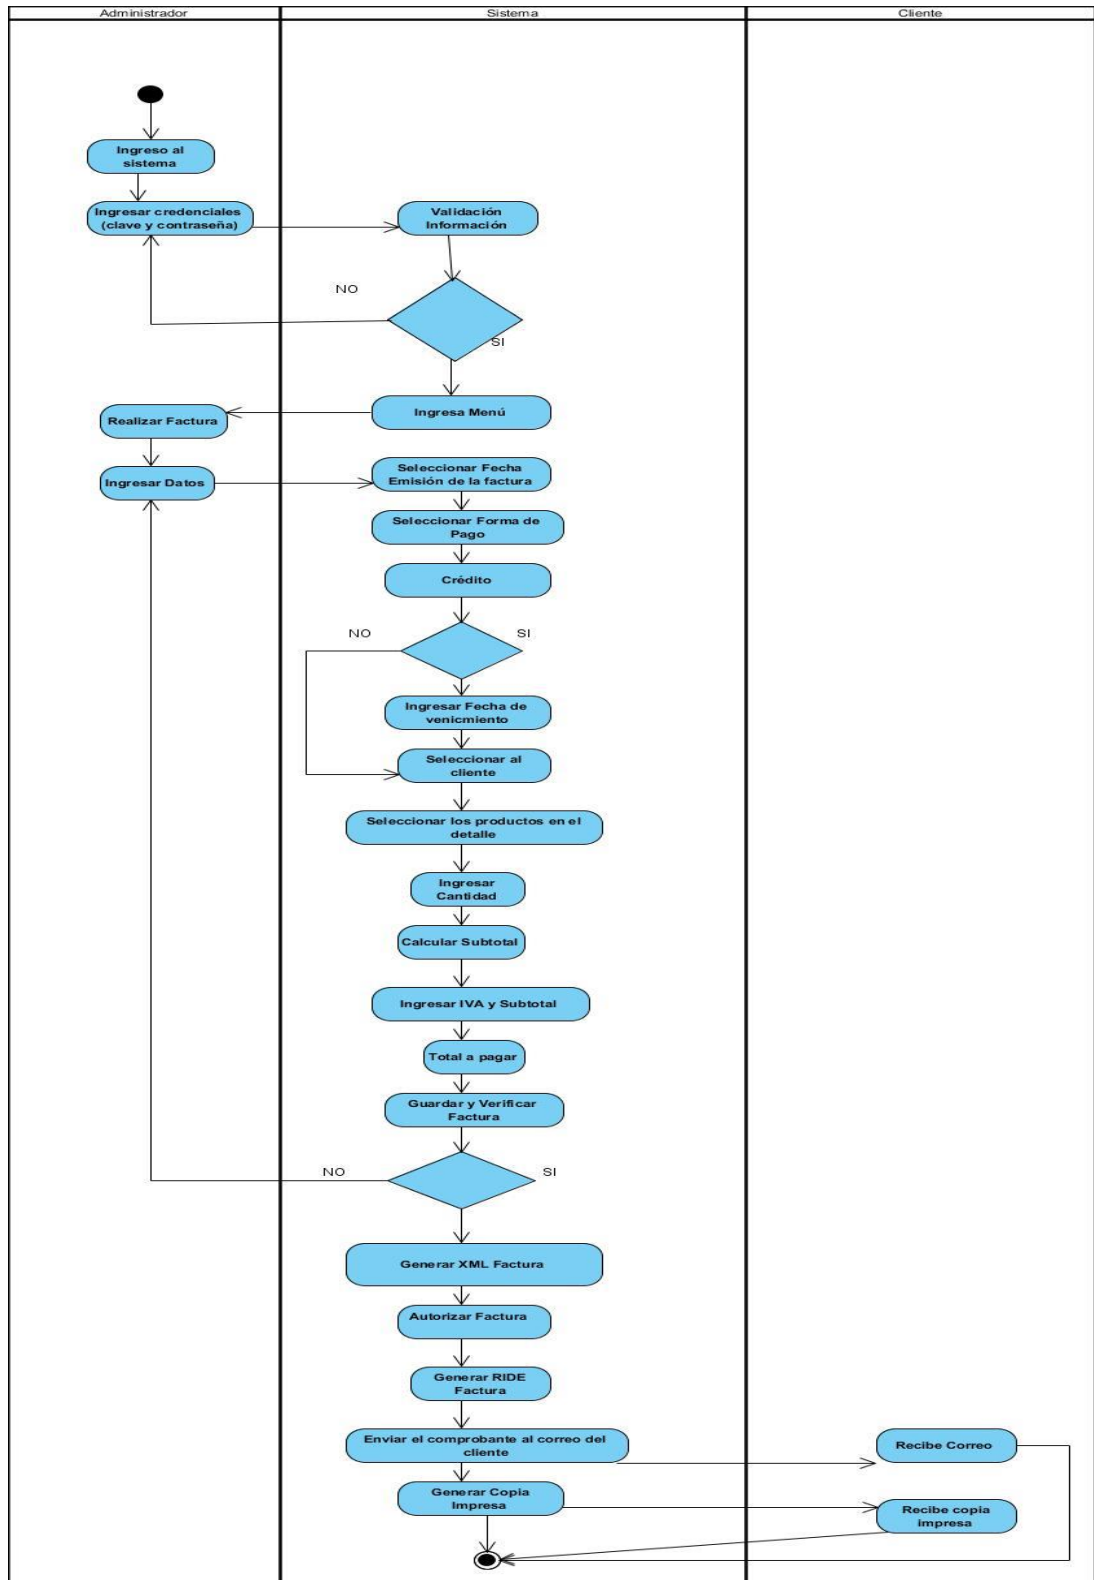 Administrador
Sistema
Cliente
Ingreso al
sistema
Ingresar credenciales
(clave y contraseña)
Validación
Información
NO
SI
Ingresa Menú
Realizar Factura
Ingresar Datos
Seleccionar Fecha
Emisión de la factura
Seleccionar Forma de
Pago
Crédito
NO
SI
Ingresar Fecha de
venicmiento
Seleccionar al
cliente
Seleccionar los productos en el
detalle
Ingresar
Cantidad
Calcular Subtotal
Ingresar IVA y Subtotal
Total a pagar
Guardar y Verificar
Factura
NO
SI
Generar XML Factura
Autorizar Factura
Generar RIDE
Factura
Enviar el comprobante al correo del
cliente
Recibe Correo
Generar Copia
Impresa
Recibe copia
impresa